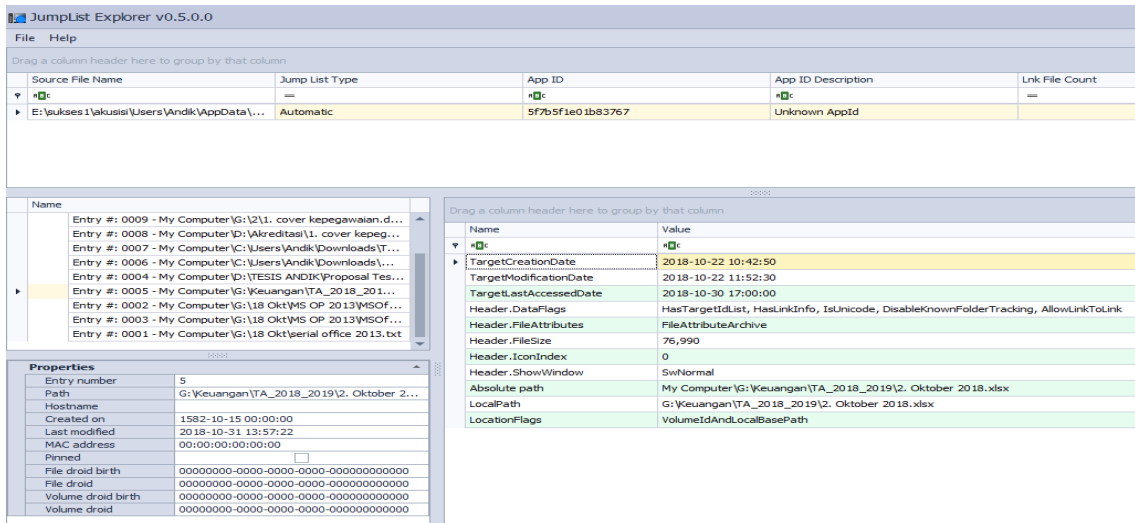 JumpList Explorer v0.5.0.0
File Help
Drag a column header here to group by that column
Source File Name Jump List Type App ID App ID Description Lnk File Count
E:\sukses1\akusisi\Users\Andik\AppData\... Automatic 5f7b5f1e01b83767 Unknown AppId
Name
Entry #: 0009 - My Computer\G:\2\1. cover kepegawaian.d...
Entry #: 0008 - My Computer\D:\Akreditasi\1. cover kepeg...
Entry #: 0007 - My Computer\C:\Users\Andik\Downloads\T...
Entry #: 0006 - My Computer\C:\Users\Andik\Downloads\...
Entry #: 0004 - My Computer\D:\TESIS ANDIK\Proposal Tes...
Entry #: 0005 - My Computer\G:\Keuangan\TA_2018_201...
Entry #: 0002 - My Computer\G:\18 Okt\MS OP 2013\MSOf...
Entry #: 0003 - My Computer\G:\18 Okt\MS OP 2013\MSOf...
Entry #: 0001 - My Computer\G:\18 Okt\serial office 2013.txt
Properties
Entry number 5
Path G:\Keuangan\TA_2018_2019\2. Oktober 2...
Hostname
Created on 1582-10-15 00:00:00
Last modified 2018-10-31 13:57:22
MAC address 00:00:00:00:00:00
Pinned
File droid birth 00000000-0000-0000-0000-000000000000
File droid 00000000-0000-0000-0000-000000000000
Volume droid birth 00000000-0000-0000-0000-000000000000
Volume droid 00000000-0000-0000-0000-000000000000
Drag a column header here to group by that column
Name Value
TargetCreationDate 2018-10-22 10:42:50
TargetModificationDate 2018-10-22 11:52:30
TargetLastAccessedDate 2018-10-30 17:00:00
Header.DataFlags HasTargetIdList, HasLinkInfo, IsUnicode, DisableKnownFolderTracking, AllowLinkToLink
Header.FileAttributes FileAttributeArchive
Header.FileSize 76,990
Header.IconIndex 0
Header.ShowWindow SwNormal
Absolute path My Computer\G:\Keuangan\TA_2018_2019\2. Oktober 2018.xlsx
LocalPath G:\Keuangan\TA_2018_2019\2. Oktober 2018.xlsx
LocationFlags VolumeIdAndLocalBasePath